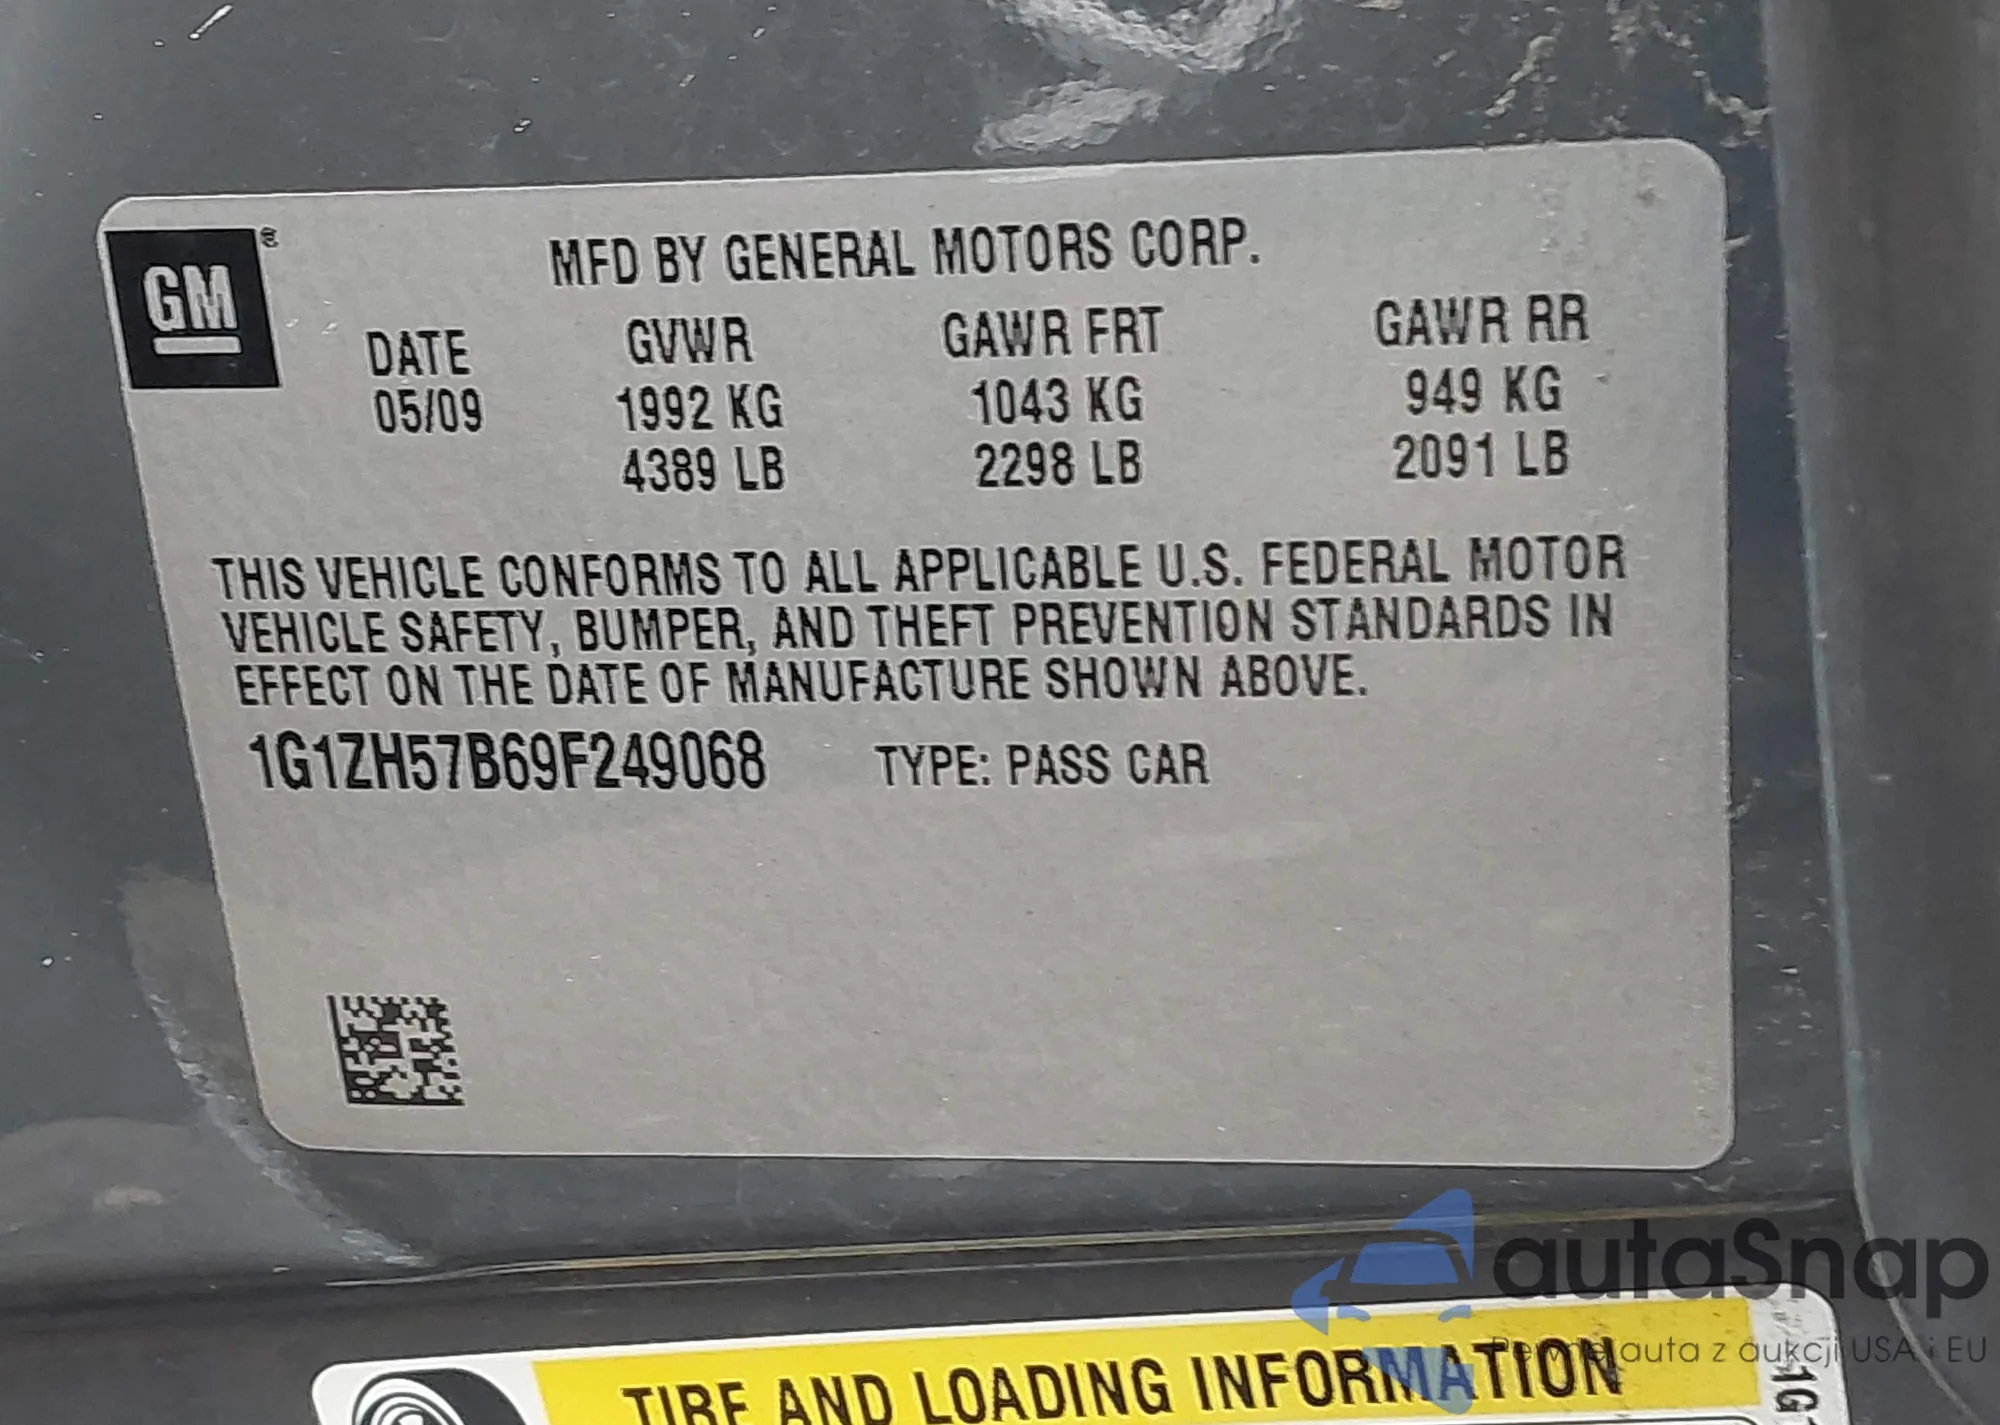 GM ®
MFD BY GENERAL MOTORS CORP.
DATE GVWR GAWR FRT GAWR RR
05/09 1992 KG 1043 KG 949 KG
4389 LB 2298 LB 2091 LB
THIS VEHICLE CONFORMS TO ALL APPLICABLE U.S. FEDERAL MOTOR
VEHICLE SAFETY, BUMPER, AND THEFT PREVENTION STANDARDS IN
EFFECT ON THE DATE OF MANUFACTURE SHOWN ABOVE.
1G1ZH57B69F249068 TYPE: PASS CAR
autaSnap
Pewne auta z aukcji USA i EU
TIRE AND LOADING INFORMATION
1G